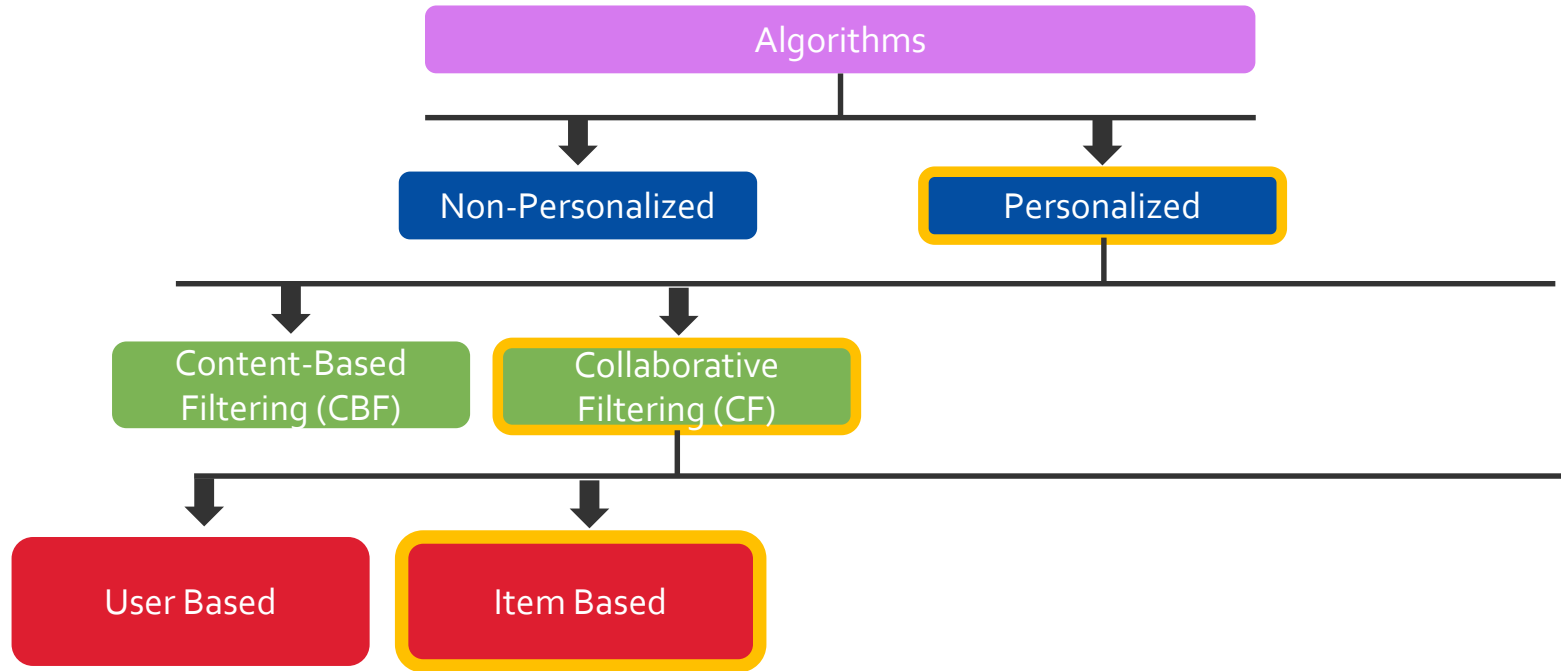 Algorithms
Non-Personalized
Personalized
Content-Based
Filtering (CBF)
Collaborative
Filtering (CF)
User Based
Item Based